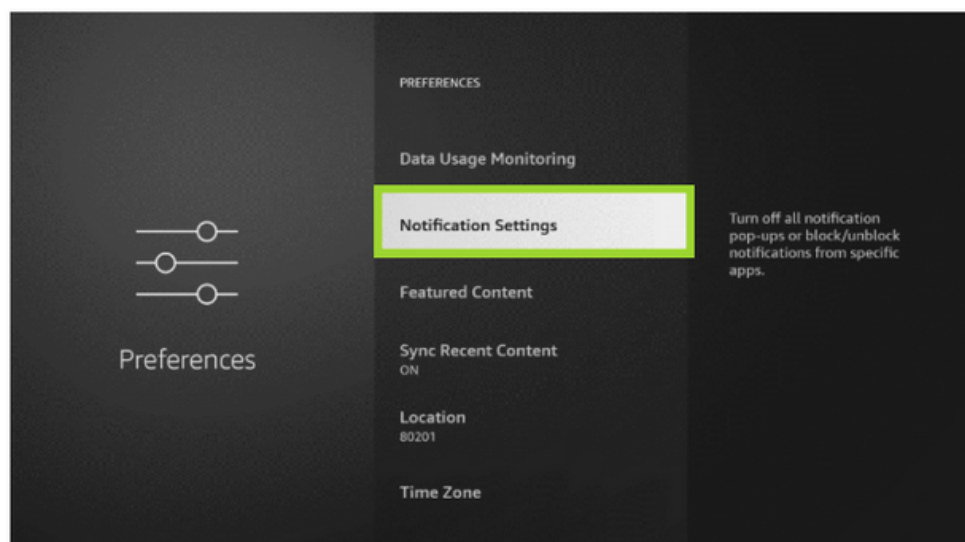 Preferences
PREFERENCES
Data Usage Monitoring
Notification Settings
Featured Content
Sync Recent Content
ON
Location
80201
Time Zone
Turn off all notification
pop-ups or block/unblock
notifications from specific
apps.